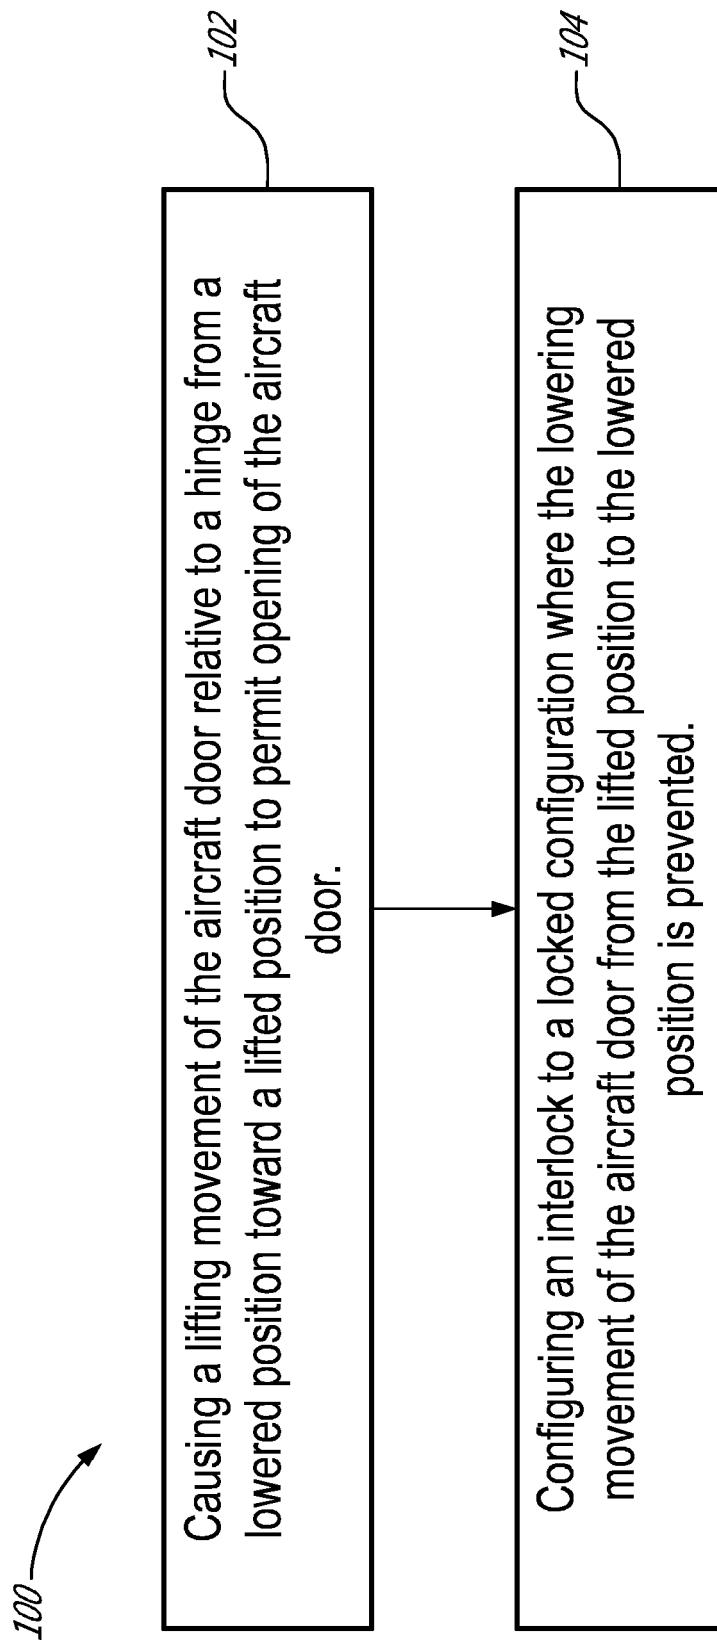 100
102
Causing a lifting movement of the aircraft door relative to a hinge from a
lowered position toward a lifted position to permit opening of the aircraft
door.
104
Configuring an interlock to a locked configuration where the lowering
movement of the aircraft door from the lifted position to the lowered
position is prevented.